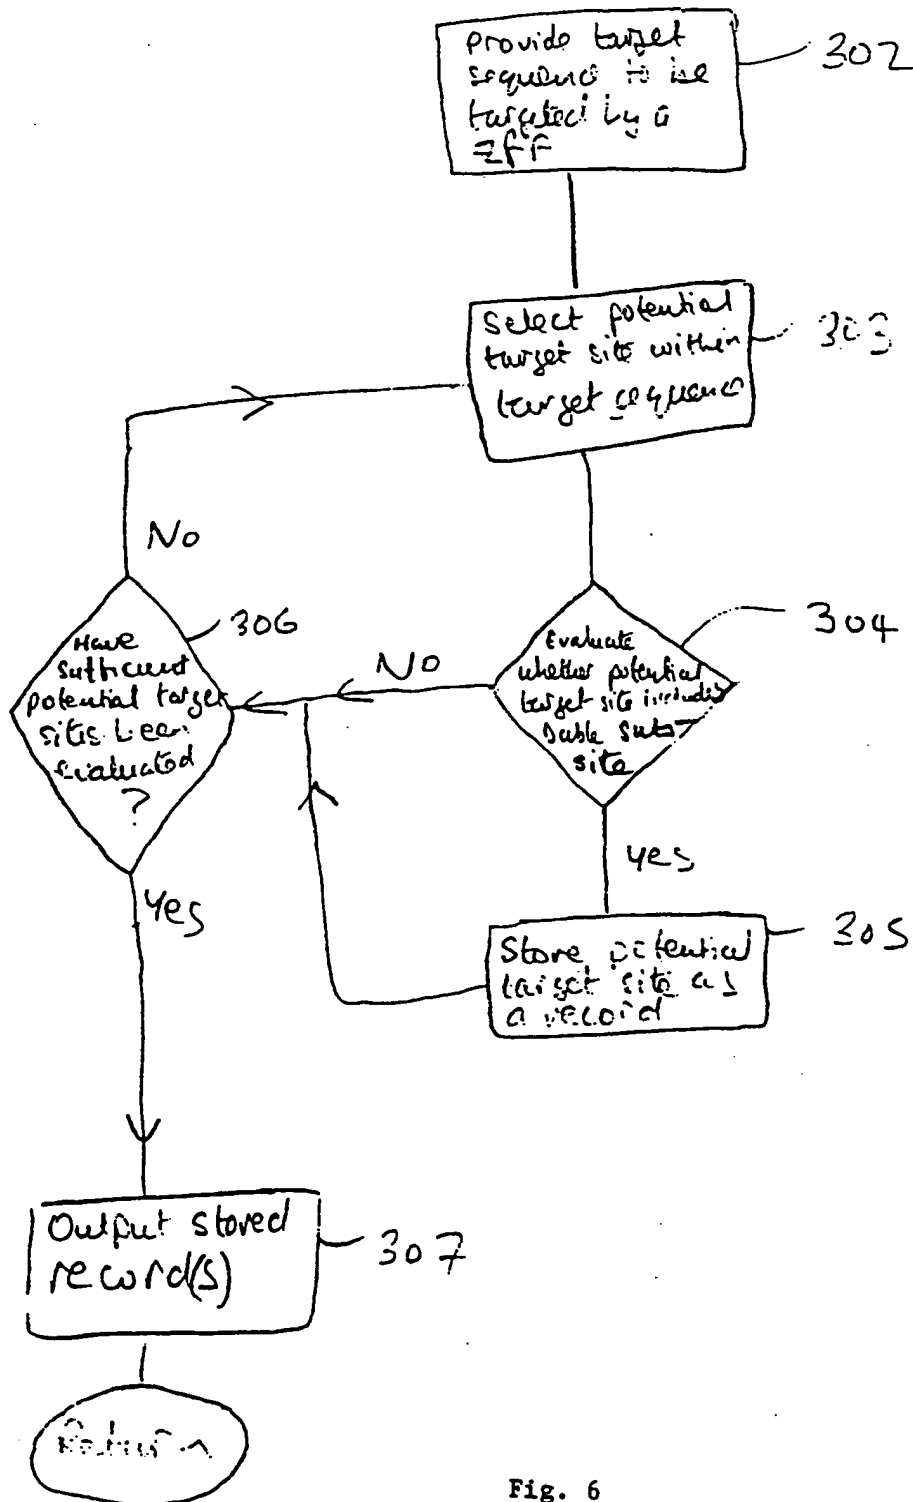 Provide target
sequence to be
targeted by a
ZFP
302
Select potential
target site within
target sequence
303
No
Have
sufficient
potential target
sites been
evaluated
?
306
No
Evaluate
whether potential
target site includes
Double
site
304
yes
Yes
Store potential
target site as
a record
305
Output stored
record(s)
307
Return
Fig. 6